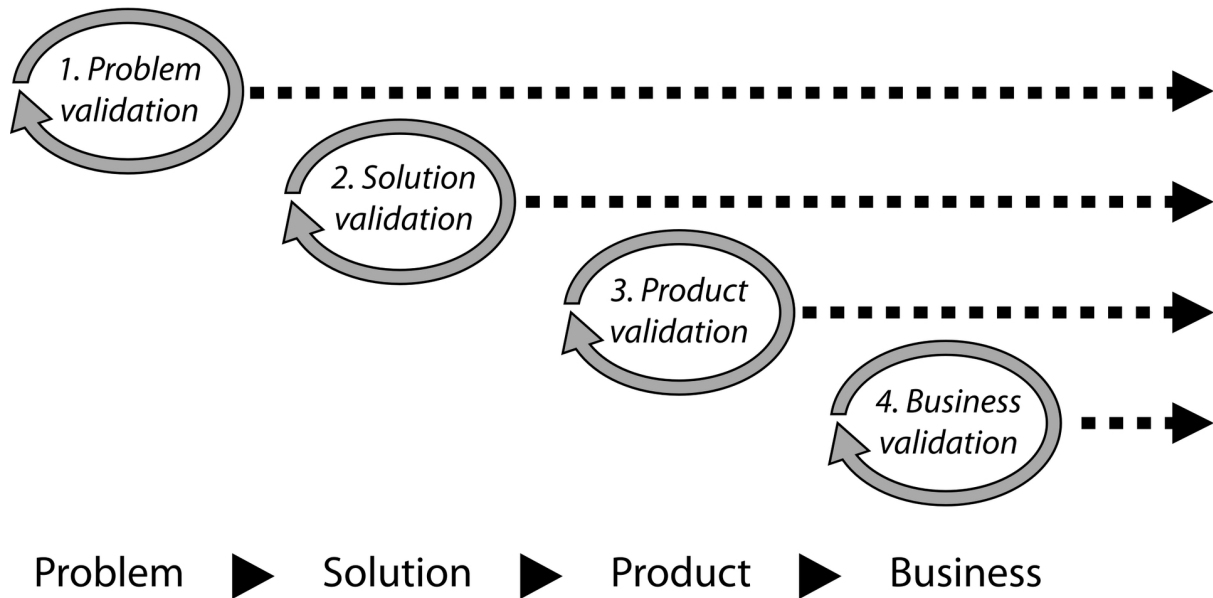 1. Problem
validation
2. Solution
validation
3. Product
validation
4. Business
validation
Problem Solution Product Business